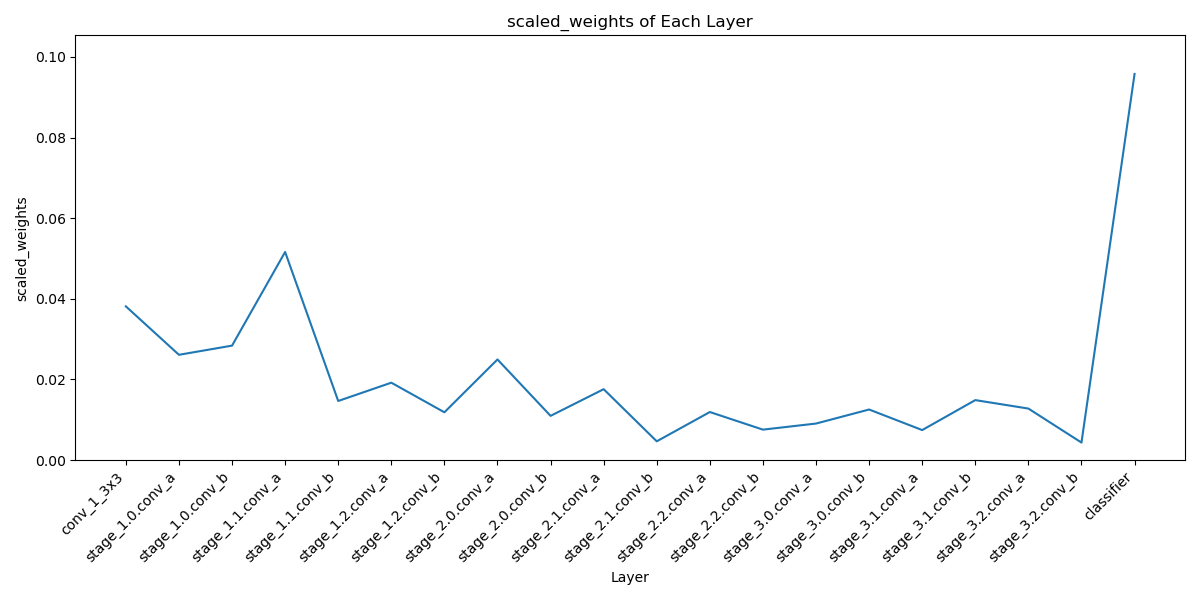 scaled_weights of Each Layer
scaled_weights
0.10
0.08
0.06
0.04
0.02
0.00
conv_1_3x3
stage_1.0.conv_a
stage_1.0.conv_b
stage_1.1.conv_a
stage_1.1.conv_b
stage_1.2.conv_a
stage_1.2.conv_b
stage_2.0.conv_a
stage_2.0.conv_b
stage_2.1.conv_a
stage_2.1.conv_b
stage_2.2.conv_a
stage_2.2.conv_b
stage_3.0.conv_a
stage_3.0.conv_b
stage_3.1.conv_a
stage_3.1.conv_b
stage_3.2.conv_a
stage_3.2.conv_b
classifier
Layer